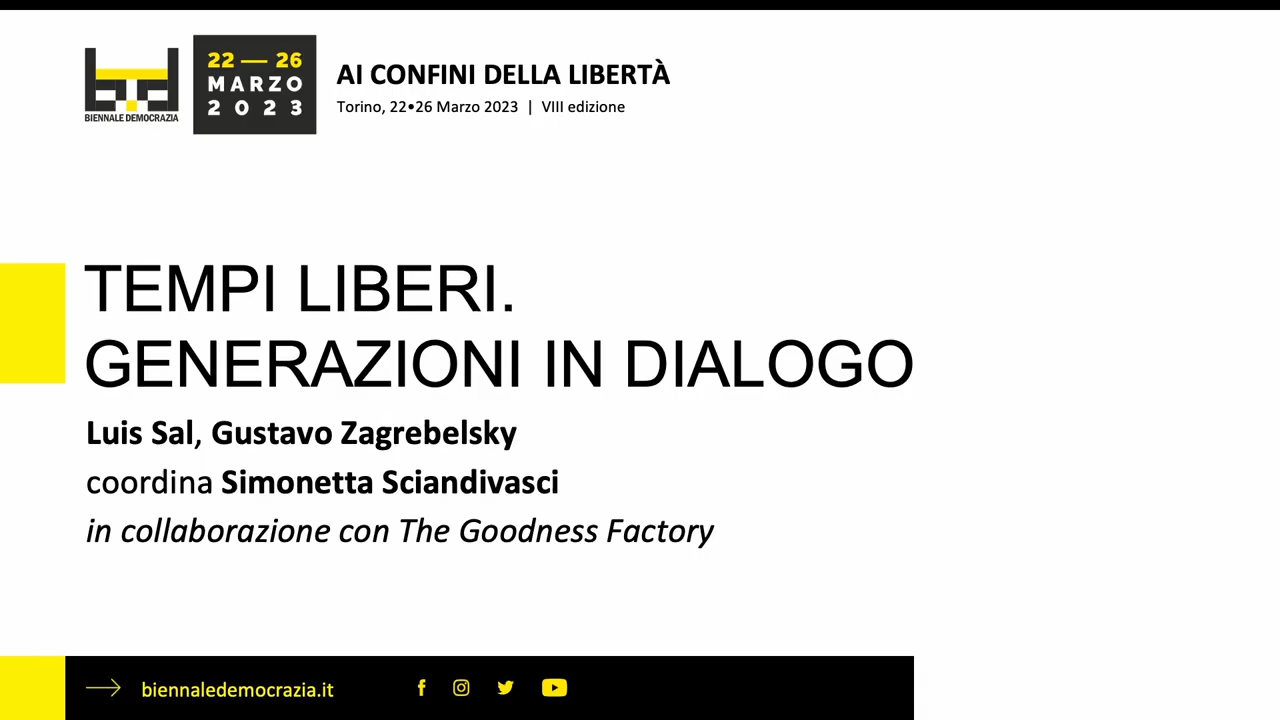 BIENNALE DEMOCRAZIA
22 — 26
MARZO
2023
AI CONFINI DELLA LIBERTÀ
Torino, 22•26 Marzo 2023 | VIII edizione
TEMPI LIBERI.
GENERAZIONI IN DIALOGO
Luis Sal, Gustavo Zagrebelsky
coordina Simonetta Sciandivasci
in collaborazione con The Goodness Factory
biennaledemocrazia.it